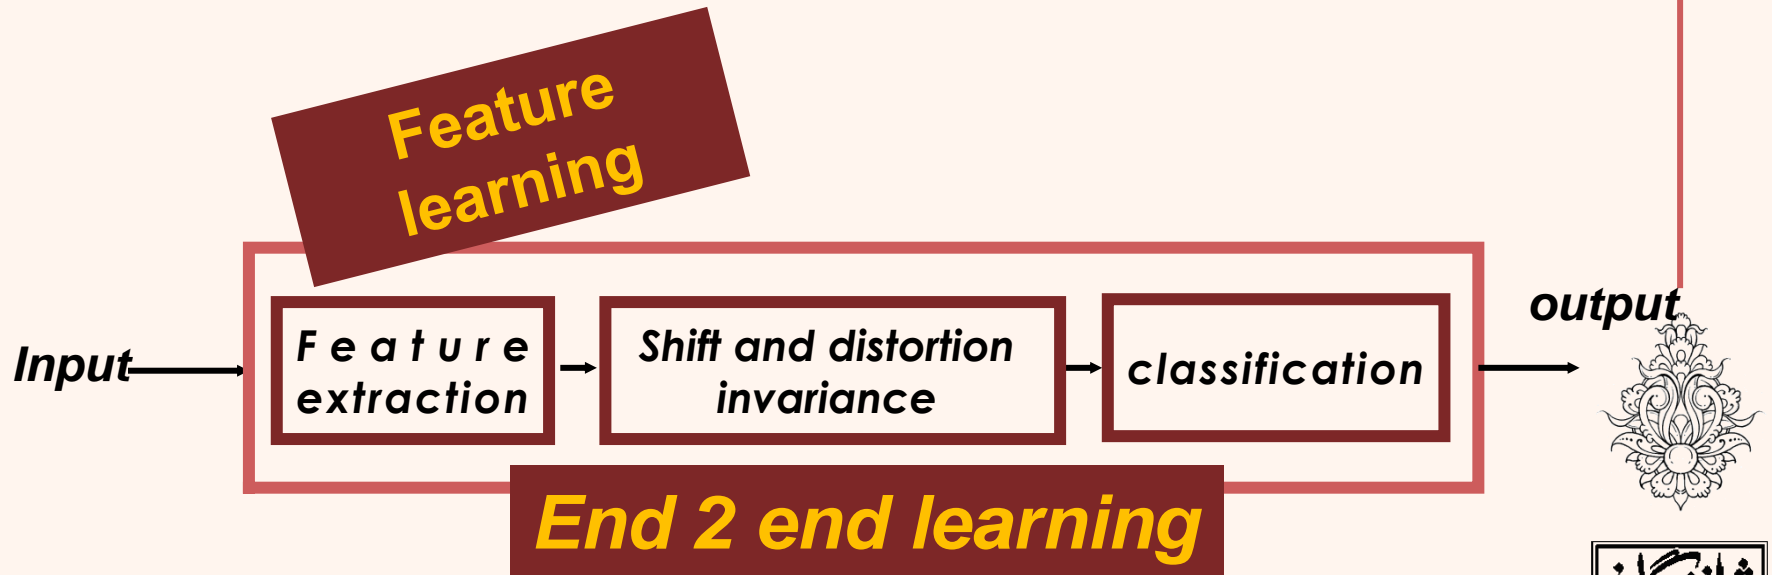 Feature
learning
Input
Feature
extraction
Shift and distortion
invariance
classification
output
End 2 end learning